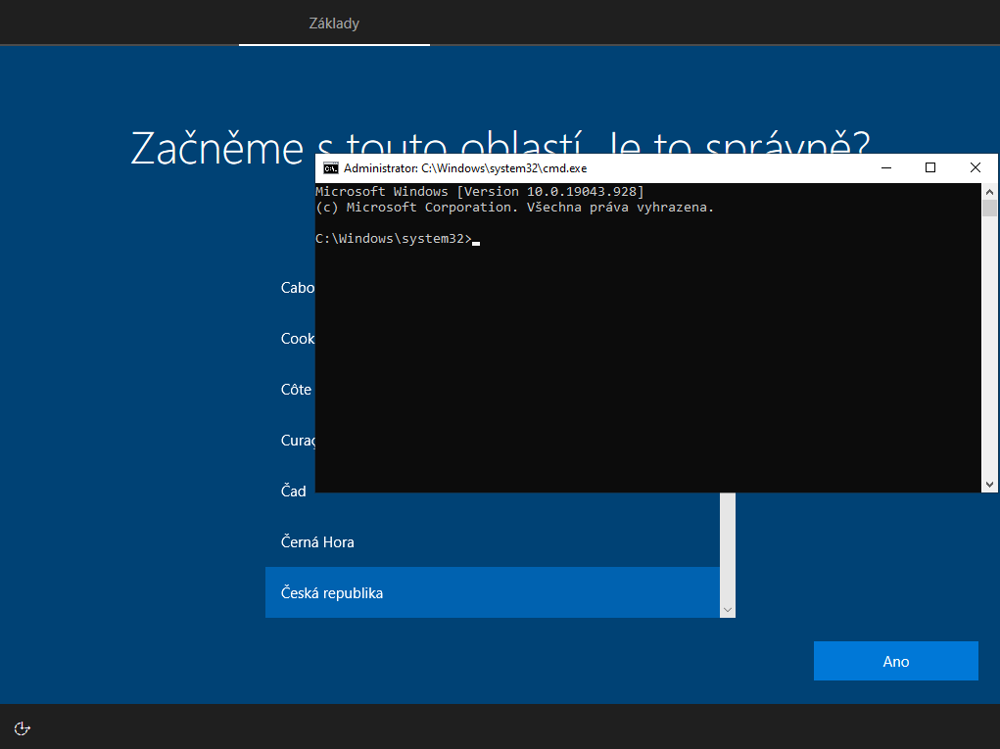 Základy
Začněme s touto oblastí. Je to správně?
Administrator: C:\Windows\system32\cmd.exe
Microsoft Windows [Version 10.0.19043.928]
(c) Microsoft Corporation. Všechna práva vyhrazena.
C:\Windows\system32>
Cabo
Cook
Côte
Curaç
Čad
Černá Hora
Česká republika
Ano